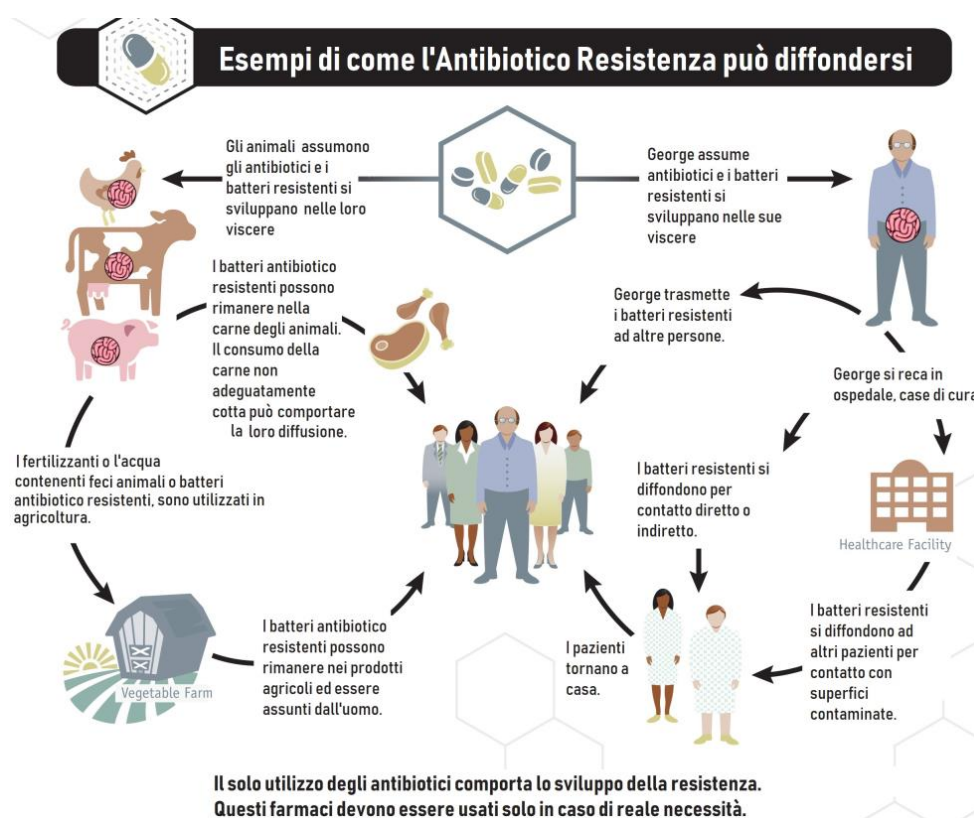 Esempi di come l'Antibiotico Resistenza può diffondersi
Gli animali assumono
gli antibiotici e i
batteri resistenti si
sviluppano nelle loro
viscere
George assume
antibiotici e i batteri
resistenti si
sviluppano nelle sue
viscere
I batteri antibiotico
resistenti possono
rimanere nella
carne degli animali.
Il consumo della
carne non
adeguatamente
cotta può comportare
la loro diffusione.
George trasmette
i batteri resistenti
ad altre persone.
George si reca in
ospedale, case di cura
I fertilizzanti o l'acqua
contenenti feci animali o batteri
antibiotico resistenti, sono utilizzati in
agricoltura.
I batteri resistenti si
diffondono per
contatto diretto o
indiretto.
Healthcare Facility
Vegetable Farm
I batteri antibiotico
resistenti possono
rimanere nei prodotti
agricoli ed essere
assunti dall'uomo.
I pazienti
tornano a
casa.
I batteri resistenti
si diffondono ad
altri pazienti per
contatto con
superfici
contaminate.
Il solo utilizzo degli antibiotici comporta lo sviluppo della resistenza.
Questi farmaci devono essere usati solo in caso di reale necessità.